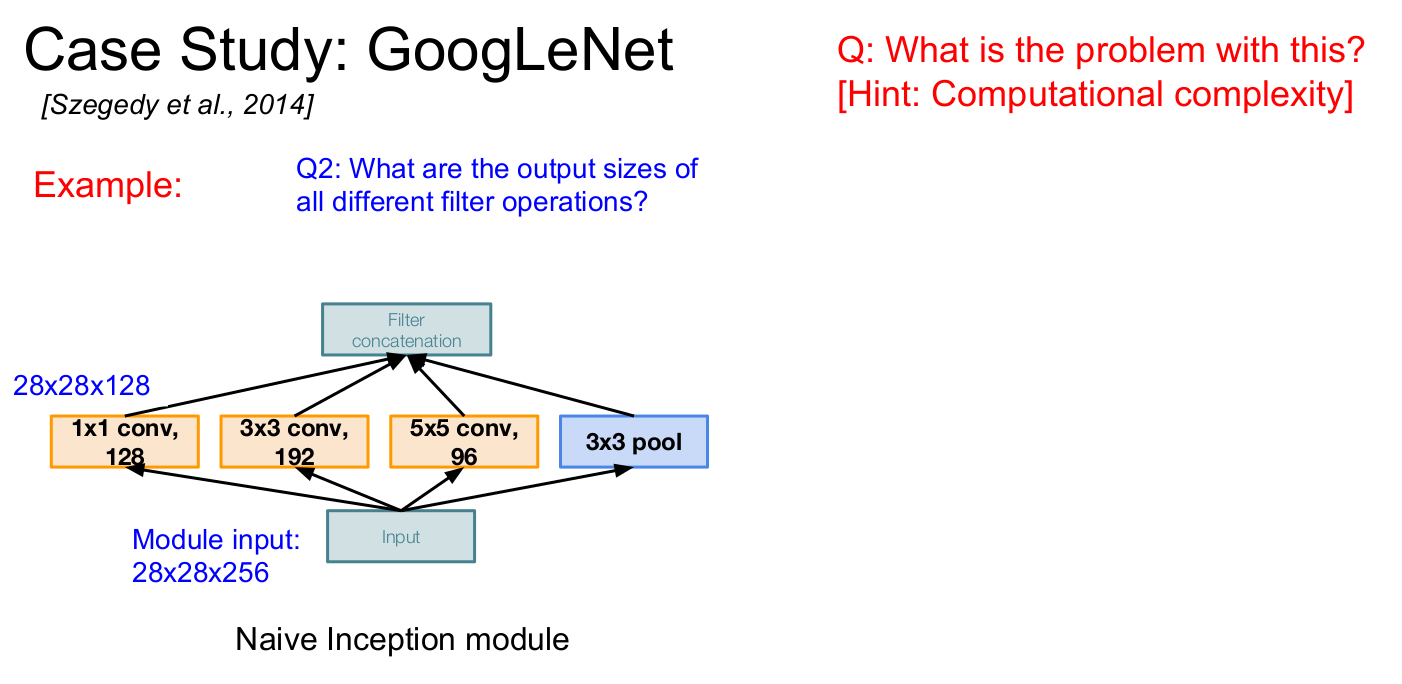 Case Study: GoogLeNet
[Szegedy et al., 2014]
Q: What is the problem with this?
[Hint: Computational complexity]
Example:
Q2: What are the output sizes of
all different filter operations?
Filter
concatenation
28x28x128
1x1 conv,
128
3x3 conv,
192
5x5 conv,
96
3x3 pool
Module input:
28x28x256
Input
Naive Inception module